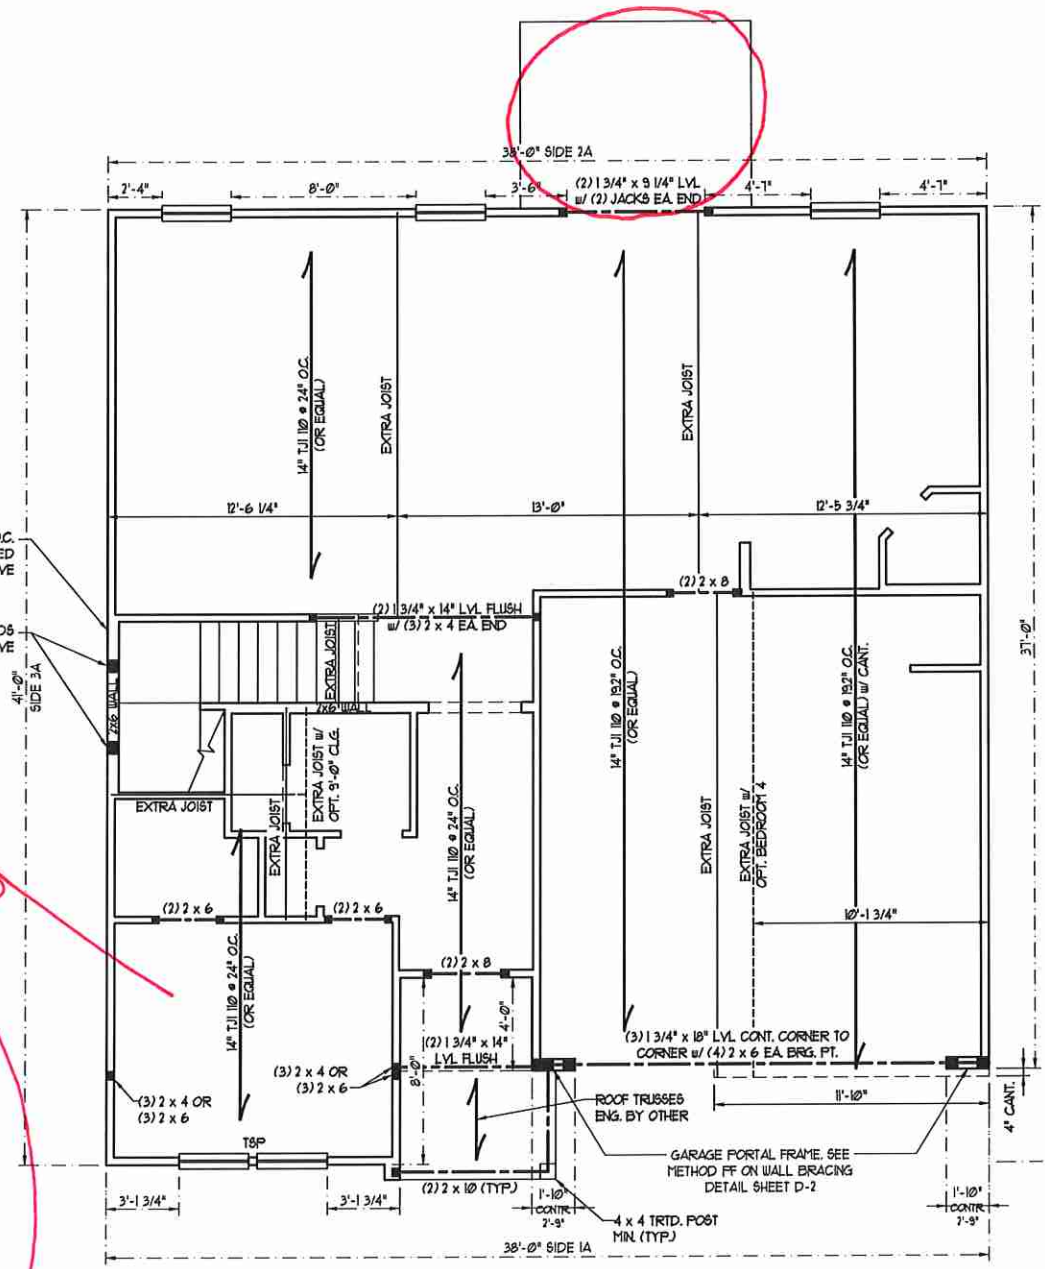 38'-0" SIDE 2A
2'-4"
8'-0"
3'-6"
(2) 1 3/4" x 9 1/4" LVL
w/ (2) JACKS EA. END
4'-7"
4'-7"
14" TJI 110 @ 24" O.C.
(OR EQUAL)
EXTRA JOIST
EXTRA JOIST
12'-6 1/4"
13'-0"
12'-5 3/4"
O.C.
ED
VE
DS
VE
41'-0"
SIDE 3A
2x6 WALL
(2) 1 3/4" x 14" LVL FLUSH
w/ (3) 2 x 4 EA. END
(2) 2 x 8
EXTRA JOIST
2x6 WALL
37'-0"
14" TJI 110 @ 19.2" O.C.
(OR EQUAL)
14" TJI 110 @ 19.2" O.C.
(OR EQUAL) w/ CANT.
EXTRA JOIST w/
OPT. 9'-0" CLG.
EXTRA JOIST
EXTRA JOIST
14" TJI 110 @ 24" O.C.
(OR EQUAL)
EXTRA JOIST
EXTRA JOIST w/
OPT. BEDROOM 4
(2) 2 x 6
(2) 2 x 6
10'-1 3/4"
14" TJI 110 @ 24" O.C.
(OR EQUAL)
(2) 2 x 8
4'-0"
8'-0"
(2) 1 3/4" x 14"
LVL FLUSH
(3) 1 3/4" x 18" LVL CONT. CORNER TO
CORNER w/ (4) 2 x 6 EA. BRG. PT.
(3) 2 x 4 OR
(3) 2 x 6
(3) 2 x 4 OR
(3) 2 x 6
ROOF TRUSSES
ENG. BY OTHER
11'-10"
4" CANT.
TSP
GARAGE PORTAL FRAME. SEE
METHOD PF ON WALL BRACING
DETAIL SHEET D-2
(2) 2 x 10 (TYP.)
3'-1 3/4"
3'-1 3/4"
1'-10"
CONTR.
2'-9"
4 x 4 TRTD. POST
MIN. (TYP.)
1'-10"
CONTR.
2'-9"
38'-0" SIDE 1A